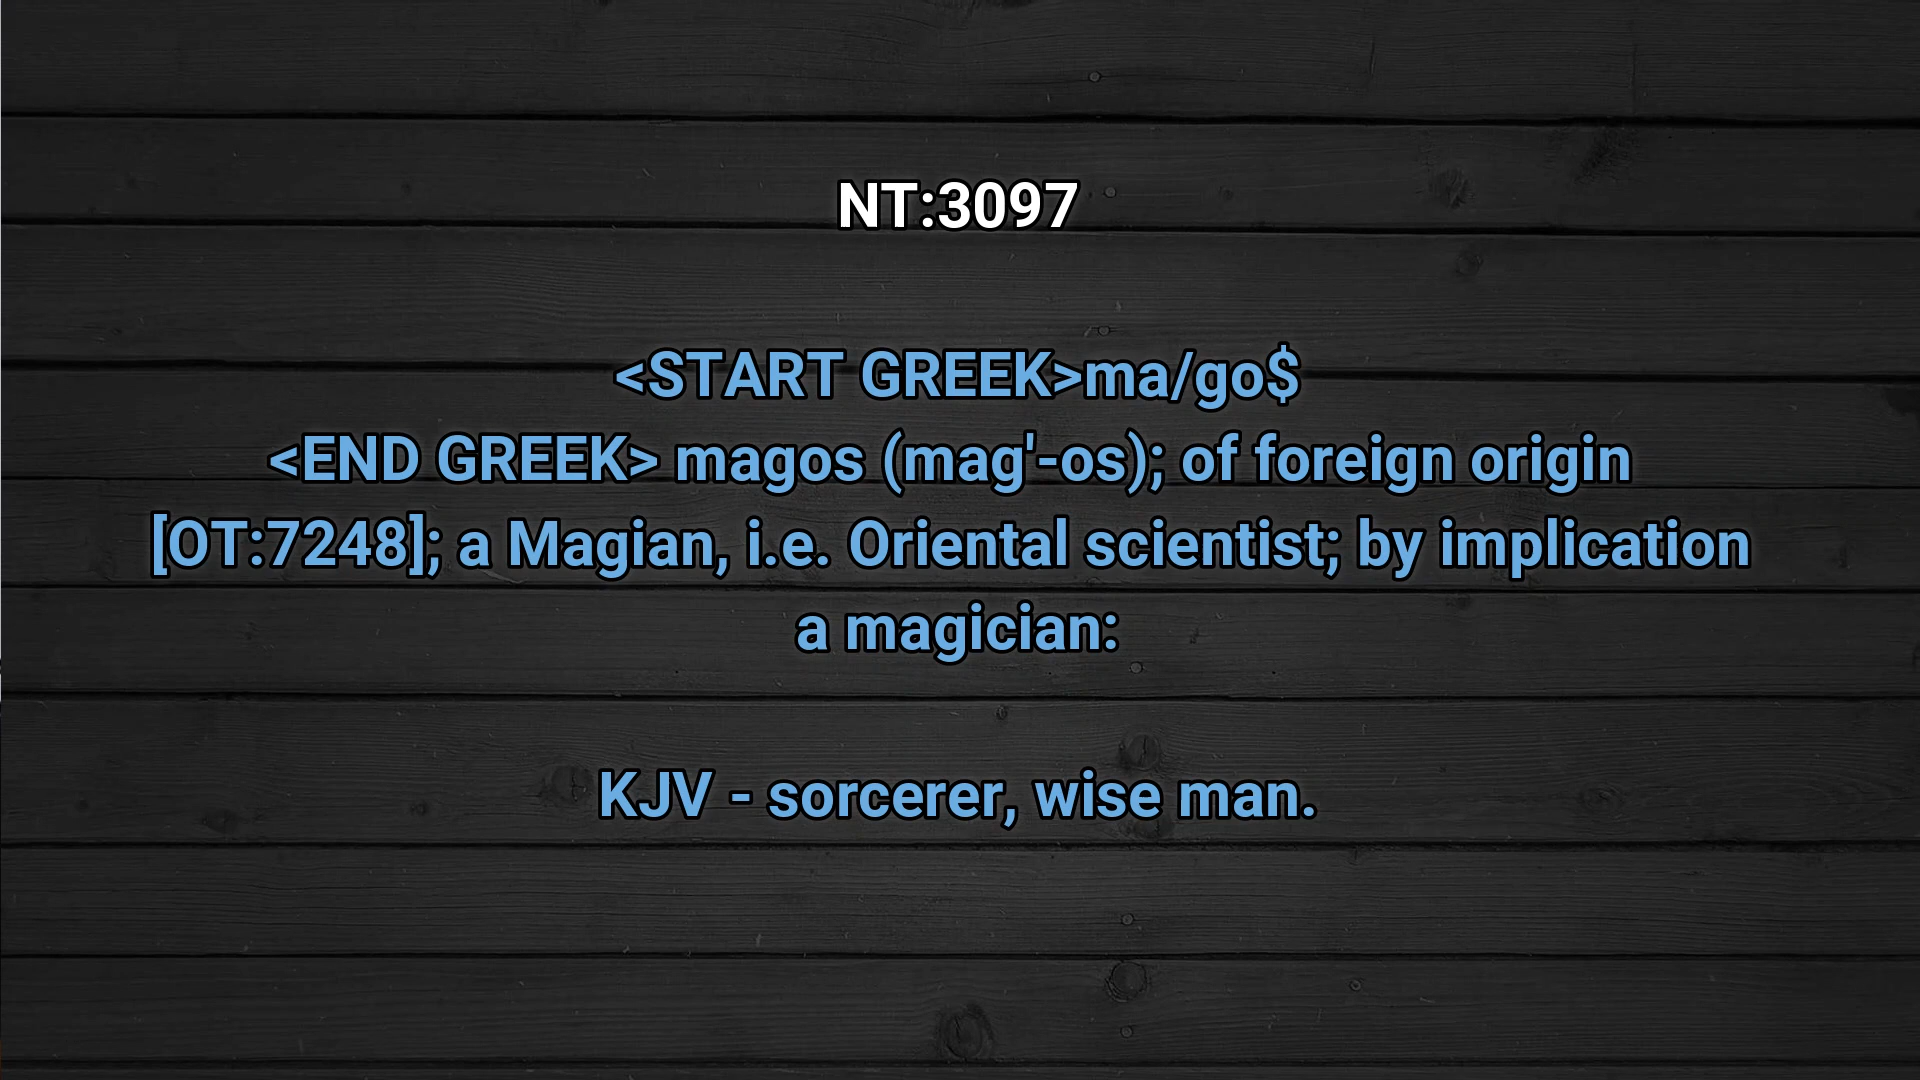 NT:3097
<START GREEK>ma/go$
<END GREEK> magos (mag'-os); of foreign origin
[OT:7248]; a Magian, i.e. Oriental scientist; by implication
a magician:
KJV - sorcerer, wise man.